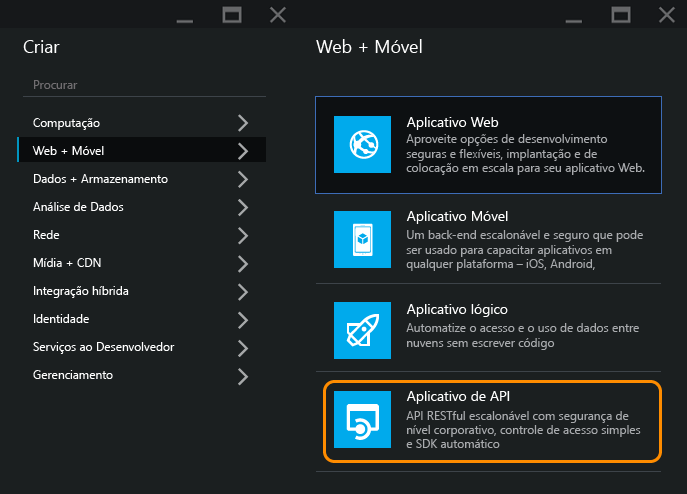 Criar
Procurar
Computação
Web + Móvel
Dados + Armazenamento
Análise de Dados
Rede
Mídia + CDN
Integração híbrida
Identidade
Serviços ao Desenvolvedor
Gerenciamento
Web + Móvel
Aplicativo Web
Aproveite opções de desenvolvimento
seguras e flexíveis, implantação e de
colocação em escala para seu aplicativo Web.
Aplicativo Móvel
Um back-end escalonável e seguro que pode
ser usado para capacitar aplicativos em
qualquer plataforma – iOS, Android,
Aplicativo lógico
Automatize o acesso e o uso de dados entre
nuvens sem escrever código
Aplicativo de API
API RESTful escalonável com segurança de
nível corporativo, controle de acesso simples
e SDK automático